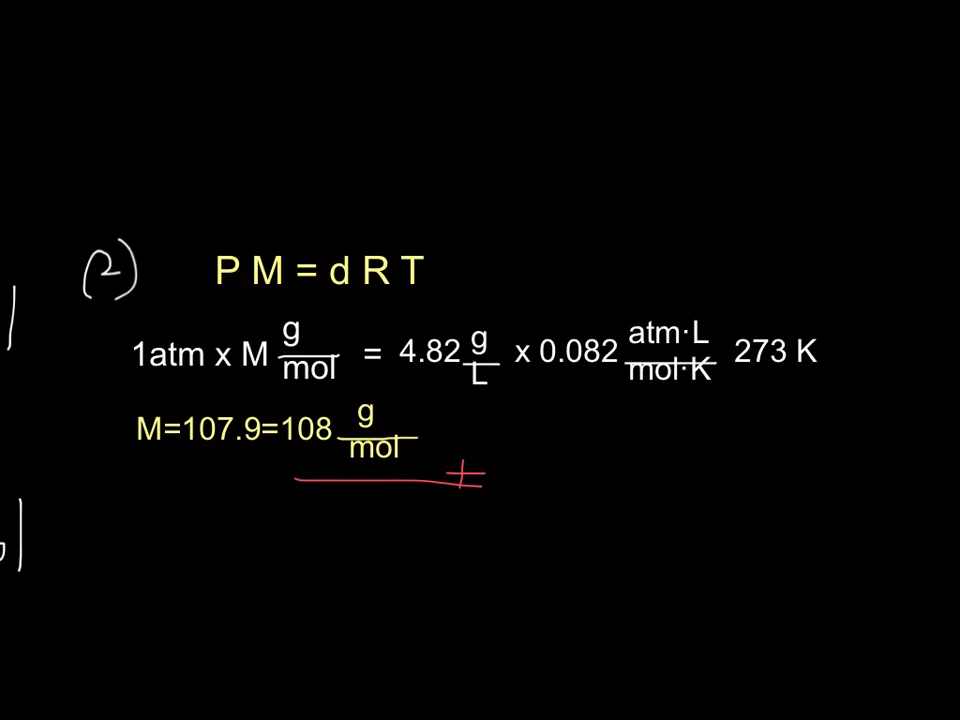 (2) P M = d R T
1atm x M g/mol = 4.82 g/L x 0.082 atm·L/mol·K 273 K
M=107.9=108 g/mol